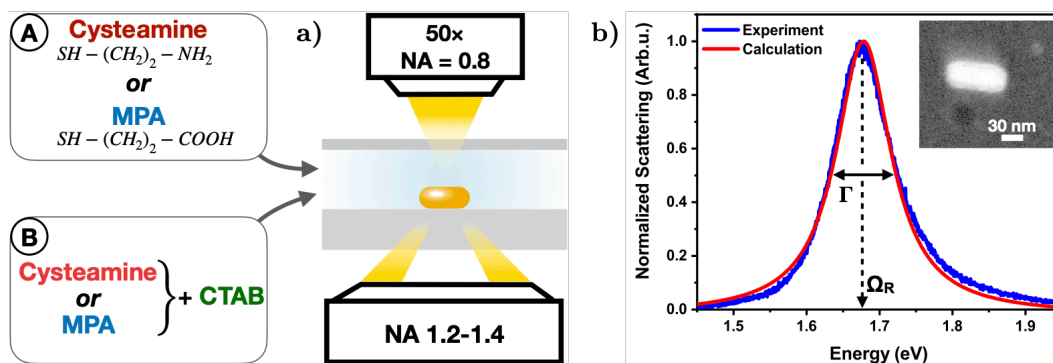 A
Cysteamine
SH − (CH₂)₂ − NH₂
or
MPA
SH − (CH₂)₂ − COOH
B
Cysteamine
or
MPA
+ CTAB
a)
50×
NA = 0.8
NA 1.2-1.4
b)
Normalized Scattering (Arb.u.)
1.0
0.8
0.6
0.4
0.2
0.0
Experiment
Calculation
30 nm
Γ
Ω_R
1.5 1.6 1.7 1.8 1.9
Energy (eV)